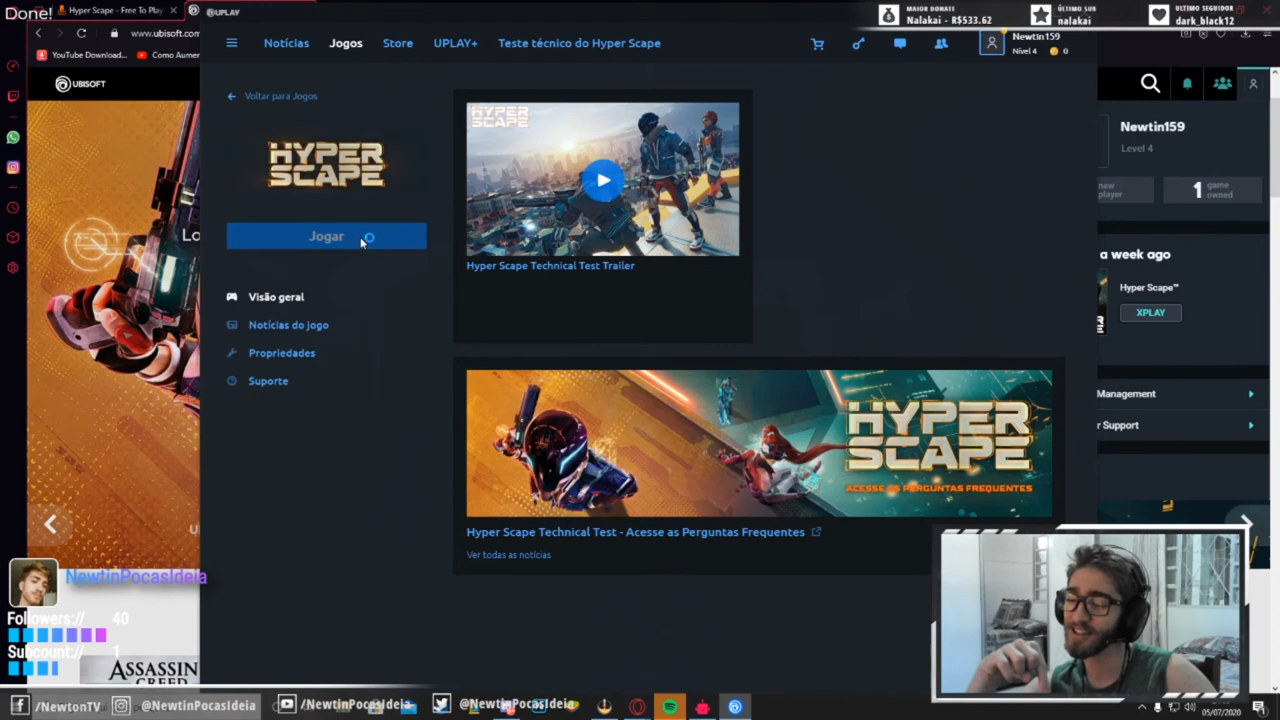 Done!
Hyper Scape - Free To Play
UPLAY
MAIOR DONATE
Nalakai - R$533.62
ÚLTIMO SUB
nalakai
ULTIMO SEGUIDOR
dark_black12
www.ubisoft.com
Notícias
Jogos
Store
UPLAY+
Teste técnico do Hyper Scape
Newtin159
Nível 4
0
YouTube Download...
Como Aumen
UBISOFT
Voltar para Jogos
HYPER
SCAPE
Jogar
Visão geral
Notícias do jogo
Propriedades
Suporte
HYPER
SCAPE
Hyper Scape Technical Test Trailer
HYPER
SCAPE
ACESSE AS PERGUNTAS FREQUENTES
Hyper Scape Technical Test - Acesse as Perguntas Frequentes
Ver todas as notícias
Newtin159
Level 4
new
player
1
game
owned
a week ago
Hyper Scape™
XPLAY
Management
r Support
Lo
NewtinPocasIdeia
Followers://
40
Subcount://
1
ASSASSIN
CREED
/NewtonTV
@NewtinPocasIdeia
/NewtinPocasIdeia
@NewtinPocasIdeia
05/07/2020